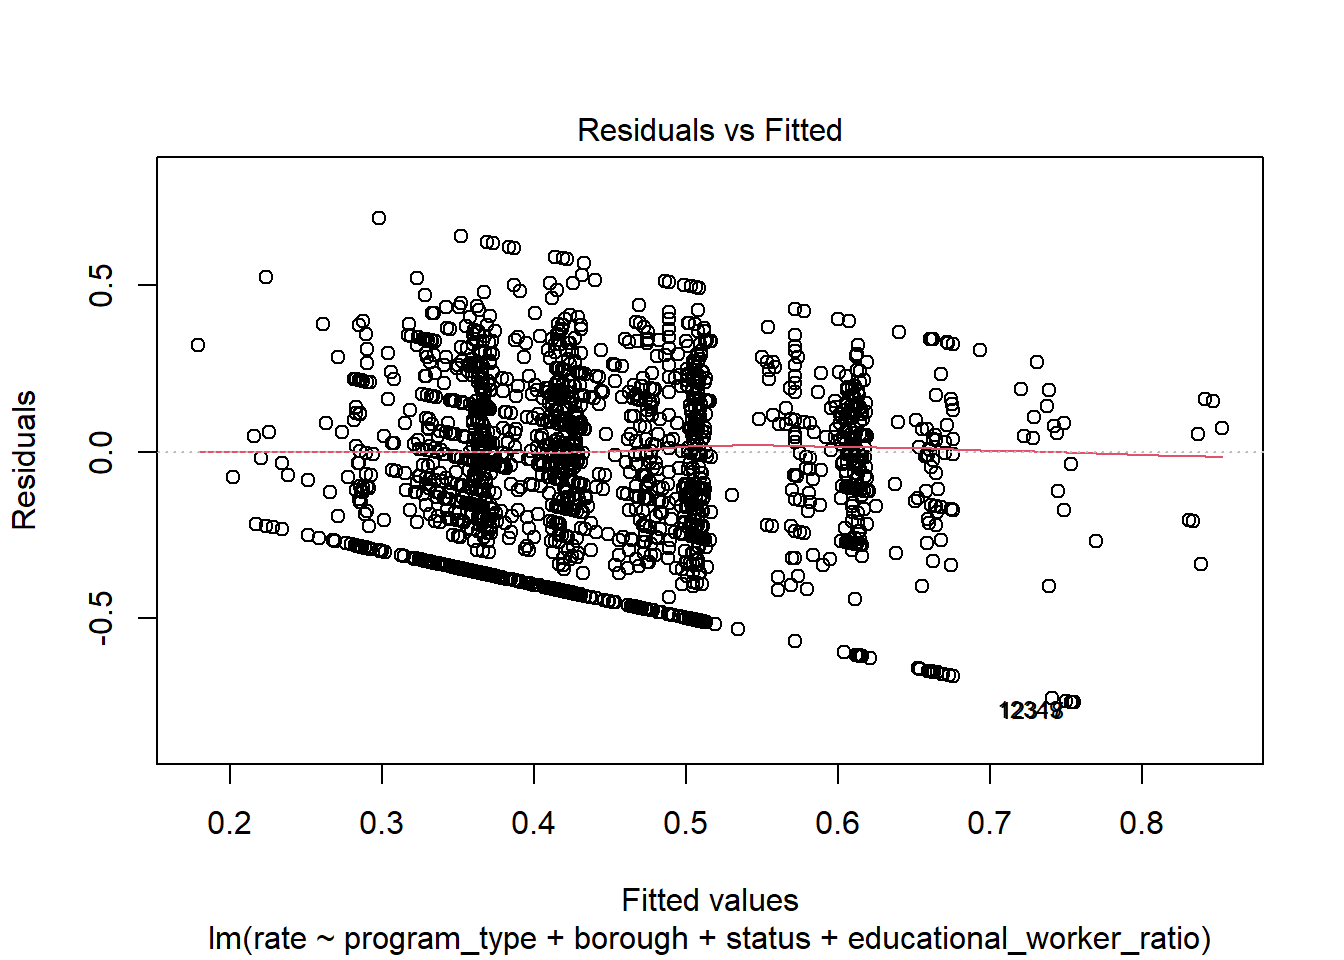 Residuals vs Fitted
Residuals
0.5
0.0
-0.5
0.2 0.3 0.4 0.5 0.6 0.7 0.8
Fitted values
lm(rate ~ program_type + borough + status + educational_worker_ratio)